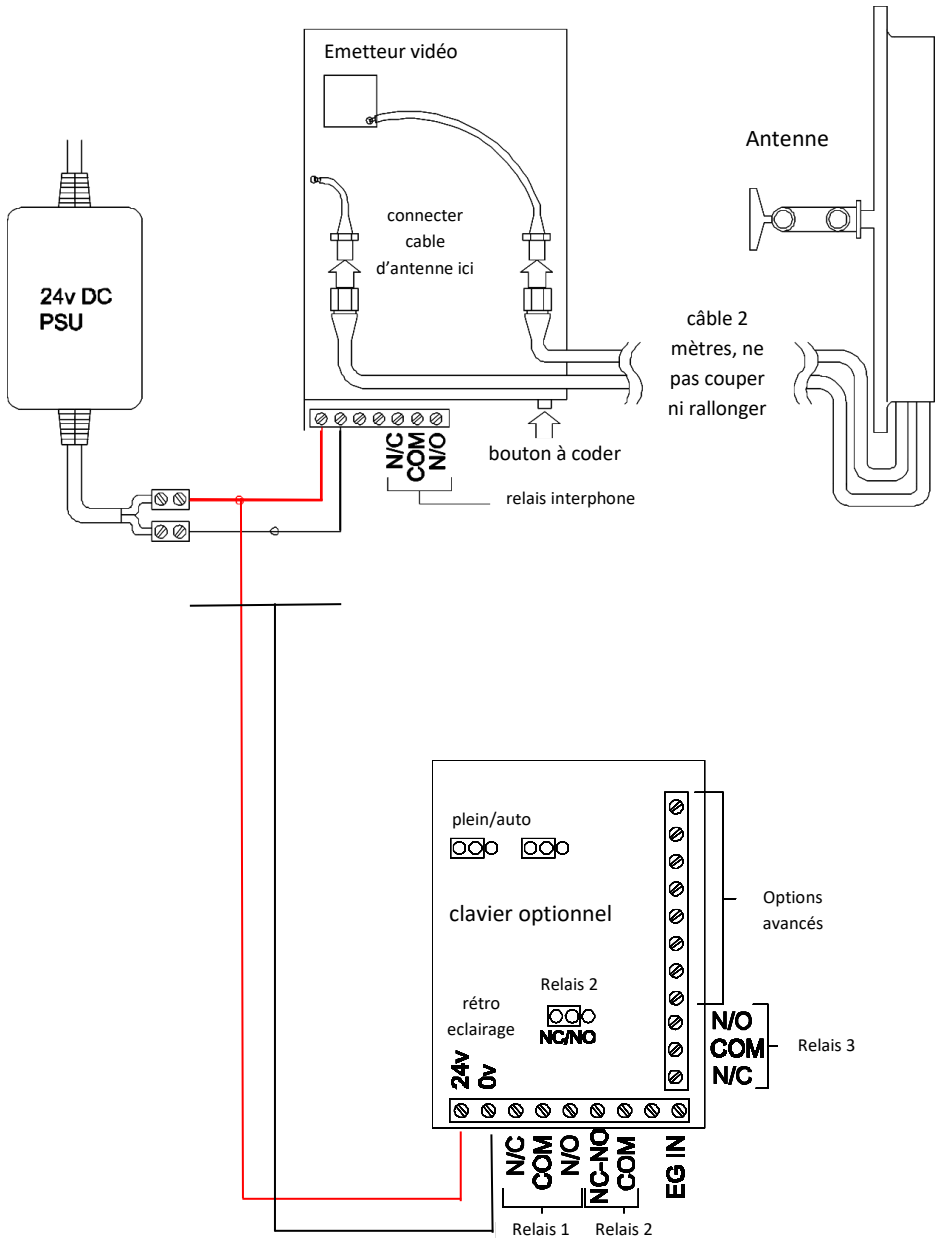 Emetteur vidéo
Antenne
connecter
cable
d'antenne ici
24v DC
PSU
câble 2
mètres, ne
pas couper
ni rallonger
N/C
COM
N/O
bouton à coder
relais interphone
plein/auto
clavier optionnel
Options
avancés
Relais 2
rétro
eclairage
NC/NO
N/O
COM
N/C
Relais 3
24v
0v
N/C
COM
N/O
NC-NO
COM
EG IN
Relais 1
Relais 2